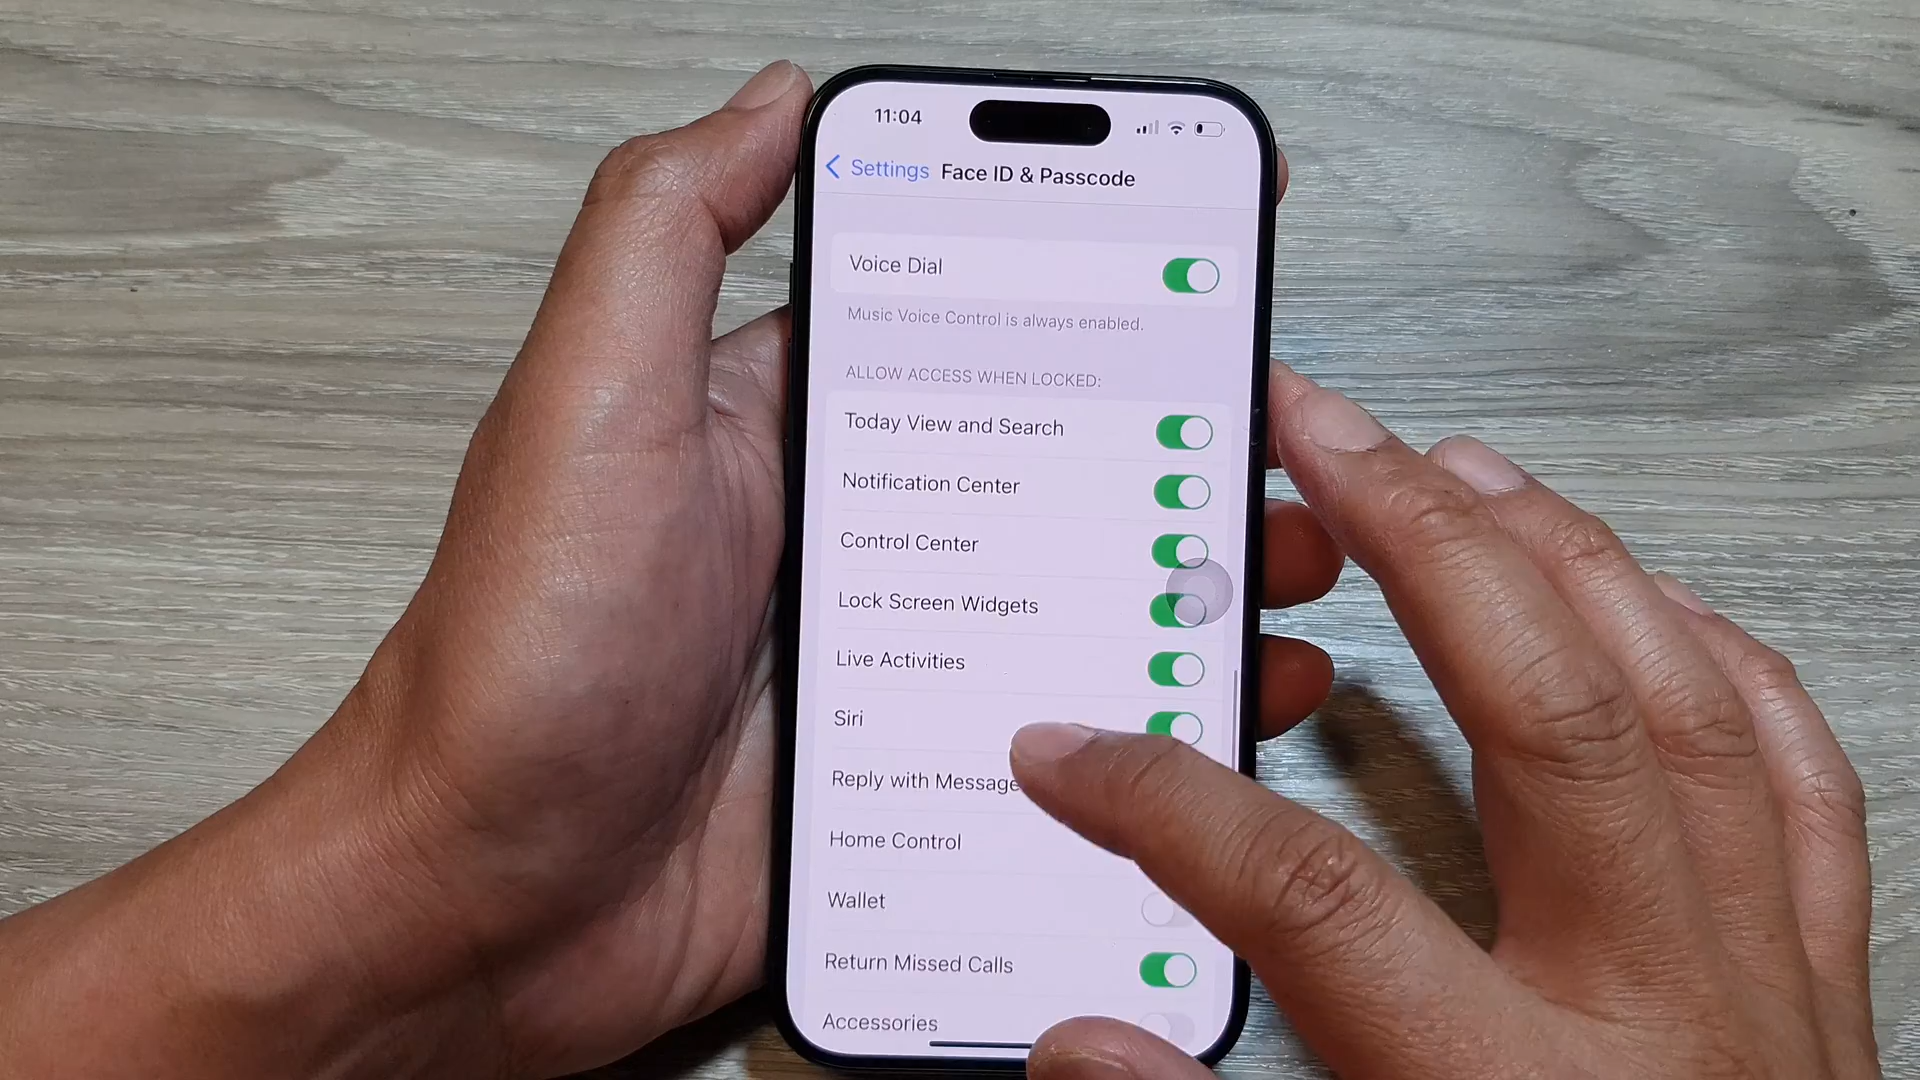 11:04
Settings Face ID & Passcode
Voice Dial
Music Voice Control is always enabled.
ALLOW ACCESS WHEN LOCKED:
Today View and Search
Notification Center
Control Center
Lock Screen Widgets
Live Activities
Siri
Reply with Message
Home Control
Wallet
Return Missed Calls
Accessories